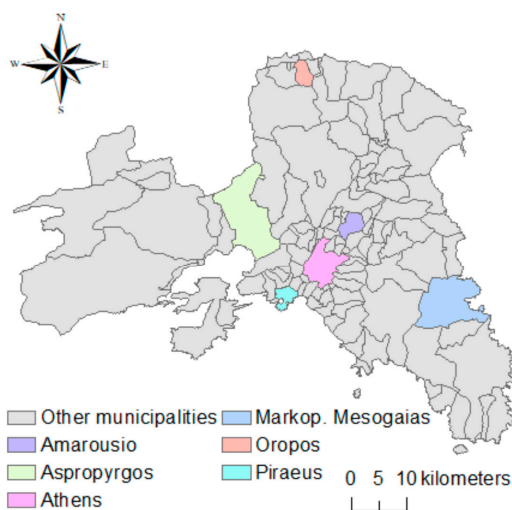 N
W E
S
Other municipalities Markop. Mesogaias
Amarousio Oropos
Aspropyrgos Piraeus
Athens
0 5 10 kilometers